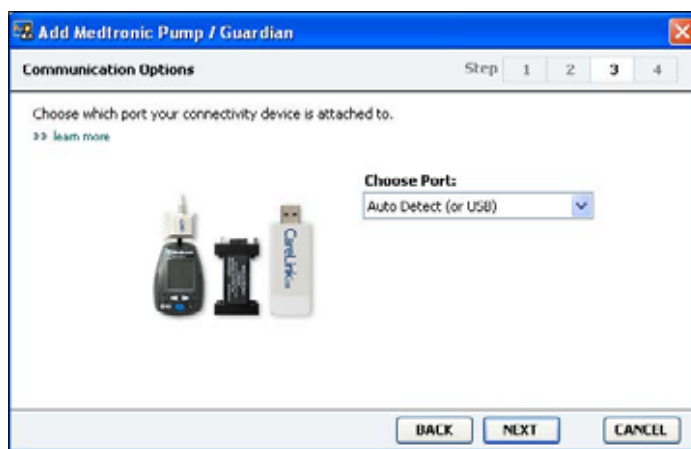 Add Medtronic Pump / Guardian
Communication Options
Step 1 2 3 4
Choose which port your connectivity device is attached to.
>> learn more
Choose Port:
Auto Detect (or USB)
CareLink
BACK NEXT CANCEL